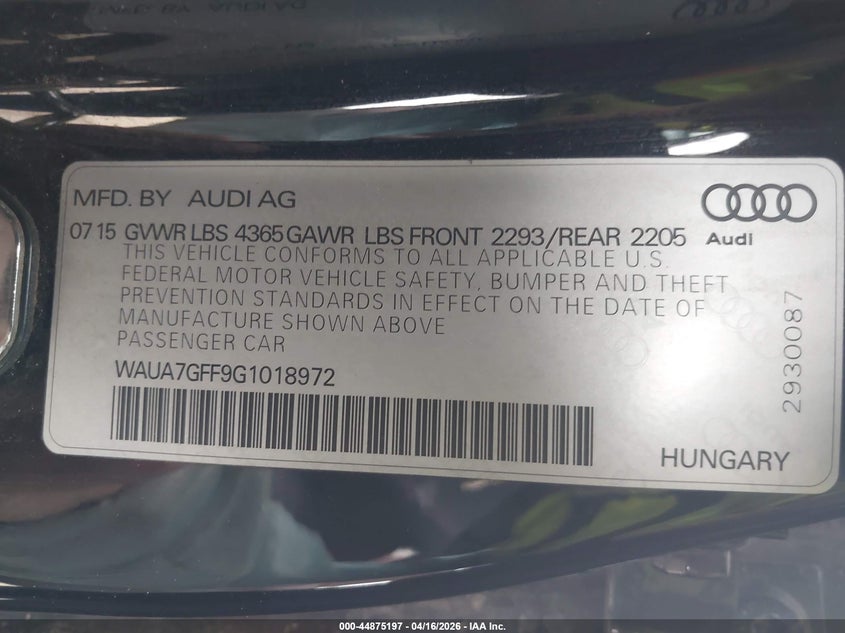 MFD. BY AUDI AG
07 15 GVWR LBS 4365 GAWR LBS FRONT 2293/REAR 2205
Audi
THIS VEHICLE CONFORMS TO ALL APPLICABLE U.S.
FEDERAL MOTOR VEHICLE SAFETY, BUMPER AND THEFT
PREVENTION STANDARDS IN EFFECT ON THE DATE OF
MANUFACTURE SHOWN ABOVE
PASSENGER CAR
WAUA7GFF9G1018972
HUNGARY
2930087
000-44875197 - 04/16/2026 - IAA Inc.